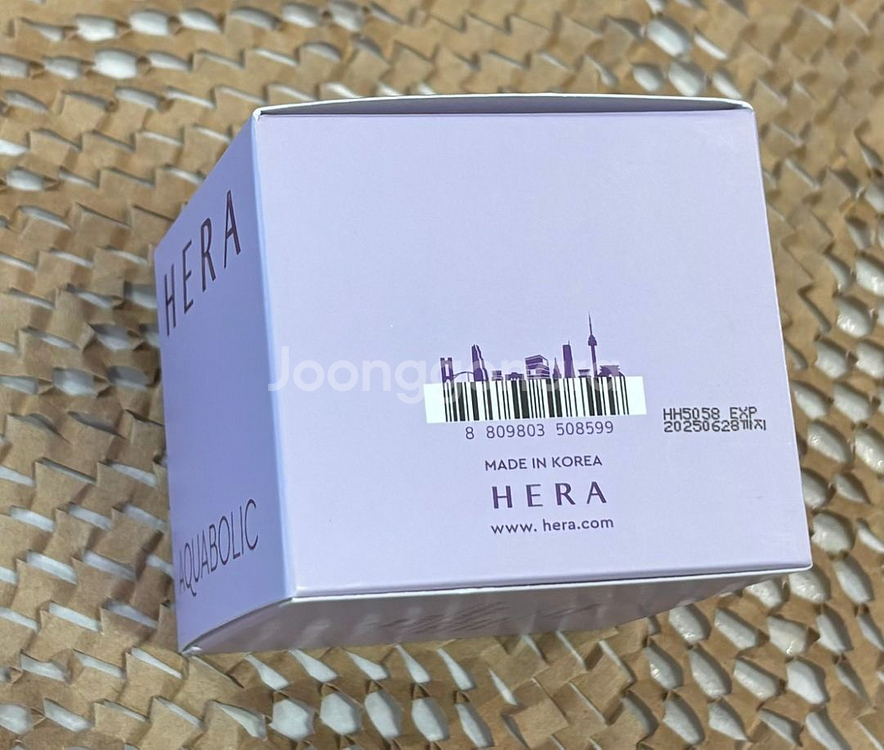 HERA
AQUABOLIC
Joonggonara
8 809803 508599
HH5058 EXP
20250628까지
MADE IN KOREA
HERA
www. hera.com